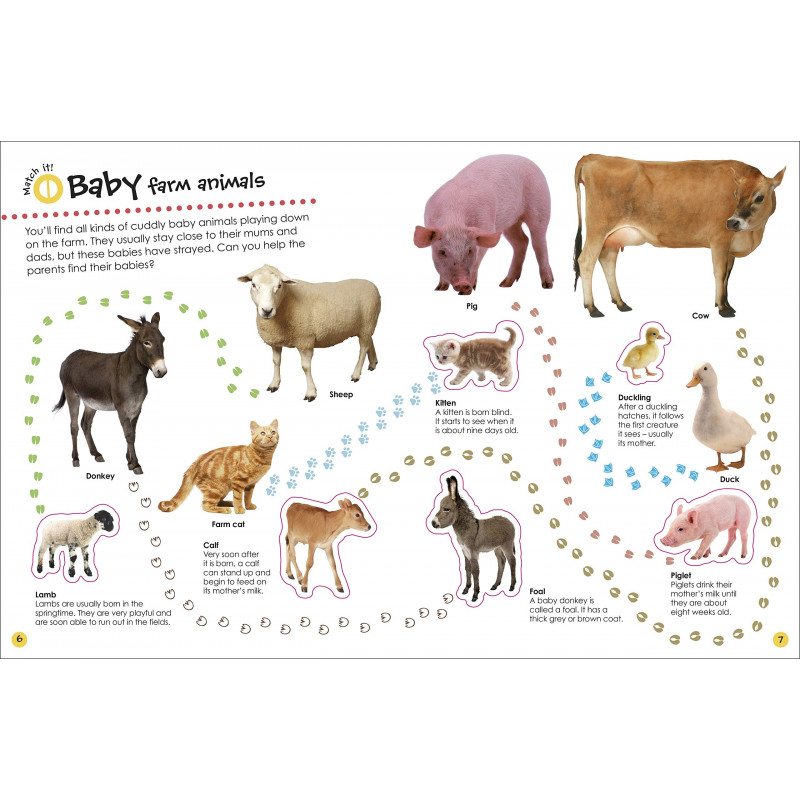 Match it!
Baby farm animals
You'll find all kinds of cuddly baby animals playing down
on the farm. They usually stay close to their mums and
dads, but these babies have strayed. Can you help the
parents find their babies?
Pig
Cow
Sheep
Donkey
Farm cat
Kitten
A kitten is born blind.
It starts to see when it
is about nine days old.
Duckling
After a duckling
hatches, it follows
the first creature
it sees – usually
its mother.
Duck
Lamb
Lambs are usually born in the
springtime. They are very playful and
are soon able to run out in the fields.
Calf
Very soon after
it is born, a calf
can stand up and
begin to feed on
its mother's milk.
Foal
A baby donkey is
called a foal. It has a
thick grey or brown coat.
Piglet
Piglets drink their
mother's milk until
they are about
eight weeks old.
6
7